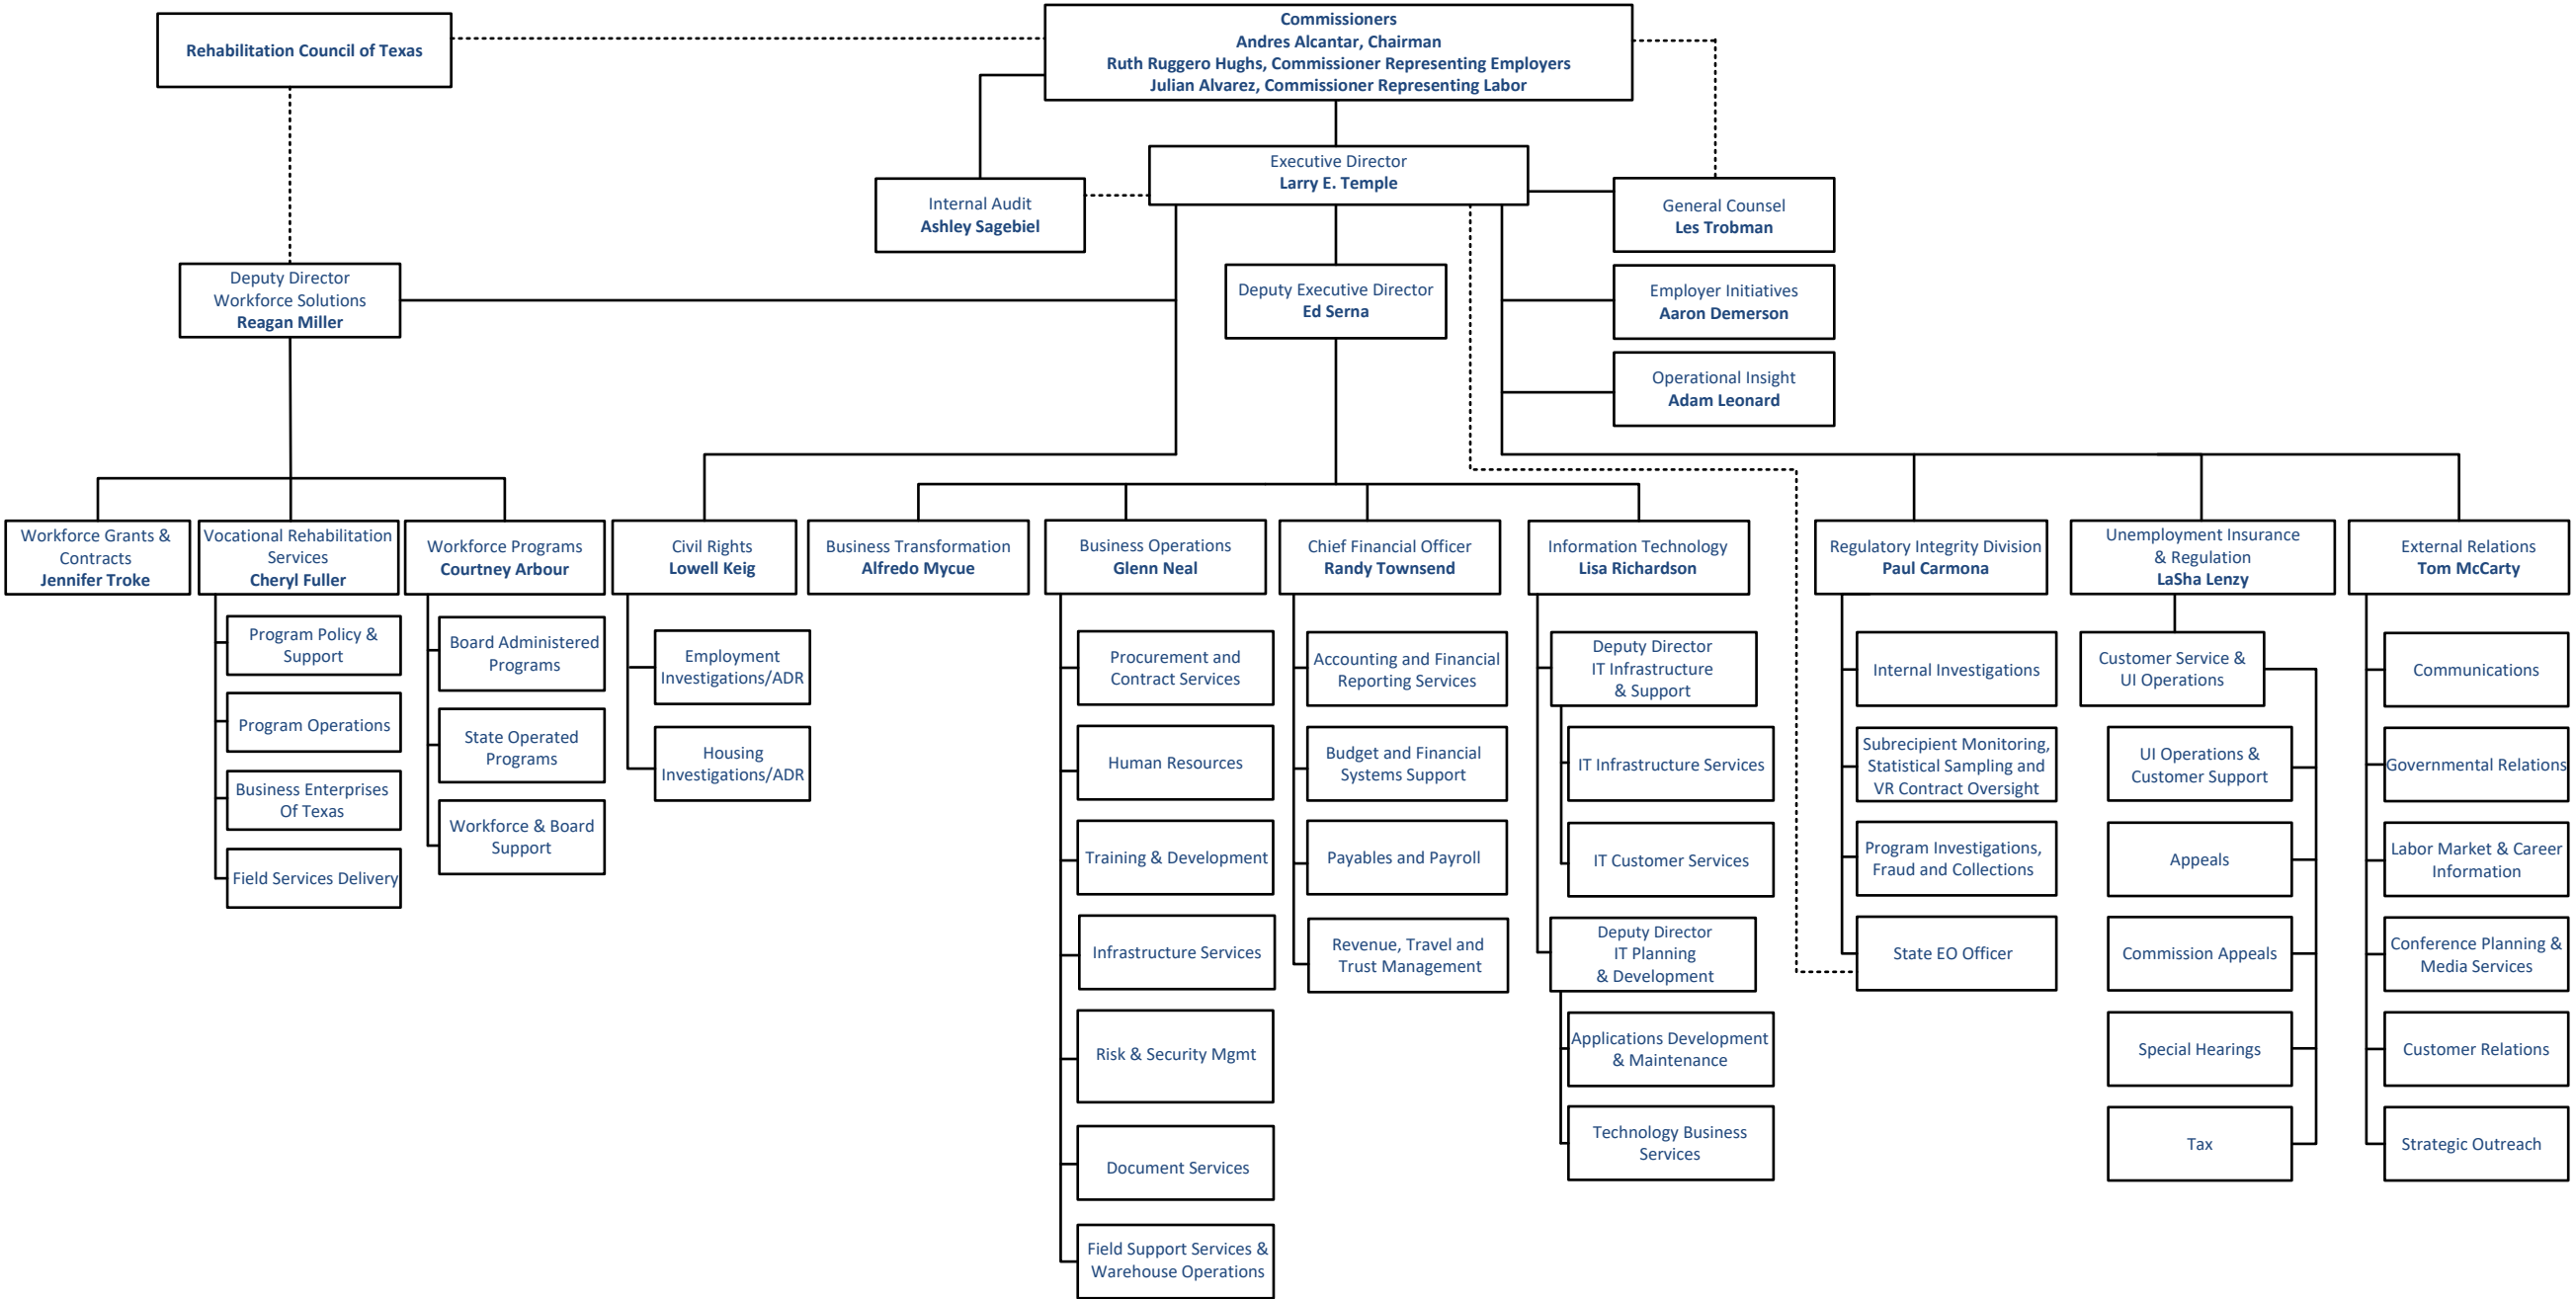 Rehabilitation Council of Texas
Commissioners
Andres Alcantar, Chairman
Ruth Ruggero Hughs, Commissioner Representing Employers
Julian Alvarez, Commissioner Representing Labor
Executive Director
Larry E. Temple
Internal Audit
Ashley Sagebiel
General Counsel
Les Trobman
Deputy Director
Workforce Solutions
Reagan Miller
Deputy Executive Director
Ed Serna
Employer Initiatives
Aaron Demerson
Operational Insight
Adam Leonard
Workforce Grants &
Contracts
Jennifer Troke
Vocational Rehabilitation
Services
Cheryl Fuller
Workforce Programs
Courtney Arbour
Civil Rights
Lowell Keig
Business Transformation
Alfredo Mycue
Business Operations
Glenn Neal
Chief Financial Officer
Randy Townsend
Information Technology
Lisa Richardson
Regulatory Integrity Division
Paul Carmona
Unemployment Insurance
& Regulation
LaSha Lenzy
External Relations
Tom McCarty
Program Policy &
Support
Program Operations
Business Enterprises
Of Texas
Field Services Delivery
Board Administered
Programs
State Operated
Programs
Workforce & Board
Support
Employment
Investigations/ADR
Housing
Investigations/ADR
Procurement and
Contract Services
Human Resources
Training & Development
Infrastructure Services
Risk & Security Mgmt
Document Services
Field Support Services &
Warehouse Operations
Accounting and Financial
Reporting Services
Budget and Financial
Systems Support
Payables and Payroll
Revenue, Travel and
Trust Management
Deputy Director
IT Infrastructure
& Support
IT Infrastructure Services
IT Customer Services
Deputy Director
IT Planning
& Development
Applications Development
& Maintenance
Technology Business
Services
Internal Investigations
Subrecipient Monitoring,
Statistical Sampling and
VR Contract Oversight
Program Investigations,
Fraud and Collections
State EO Officer
Customer Service &
UI Operations
UI Operations &
Customer Support
Appeals
Commission Appeals
Special Hearings
Tax
Communications
Governmental Relations
Labor Market & Career
Information
Conference Planning &
Media Services
Customer Relations
Strategic Outreach